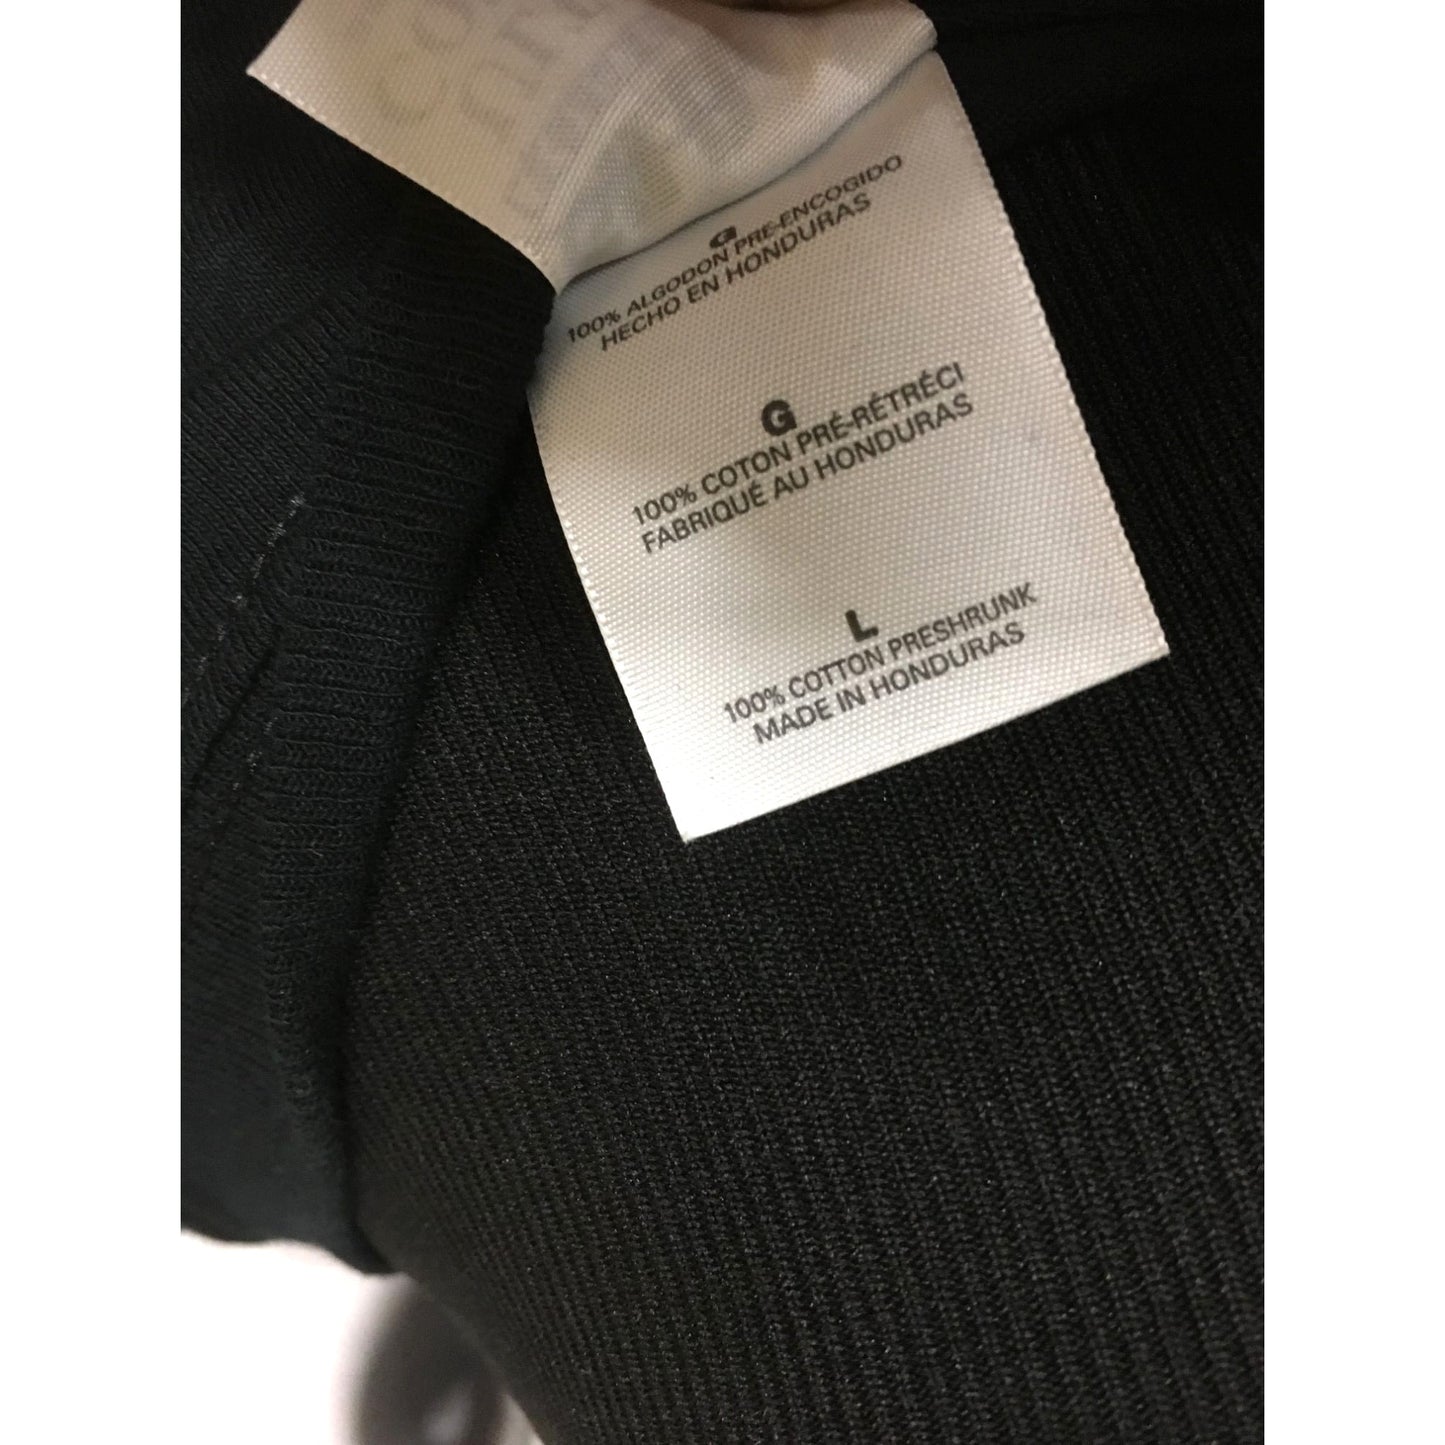 G
100% ALGODON PRE-ENCOGIDO
HECHO EN HONDURAS
G
100% COTON PRÉ-RÉTRÉCI
FABRIQUÉ AU HONDURAS
L
100% COTTON PRESHRUNK
MADE IN HONDURAS